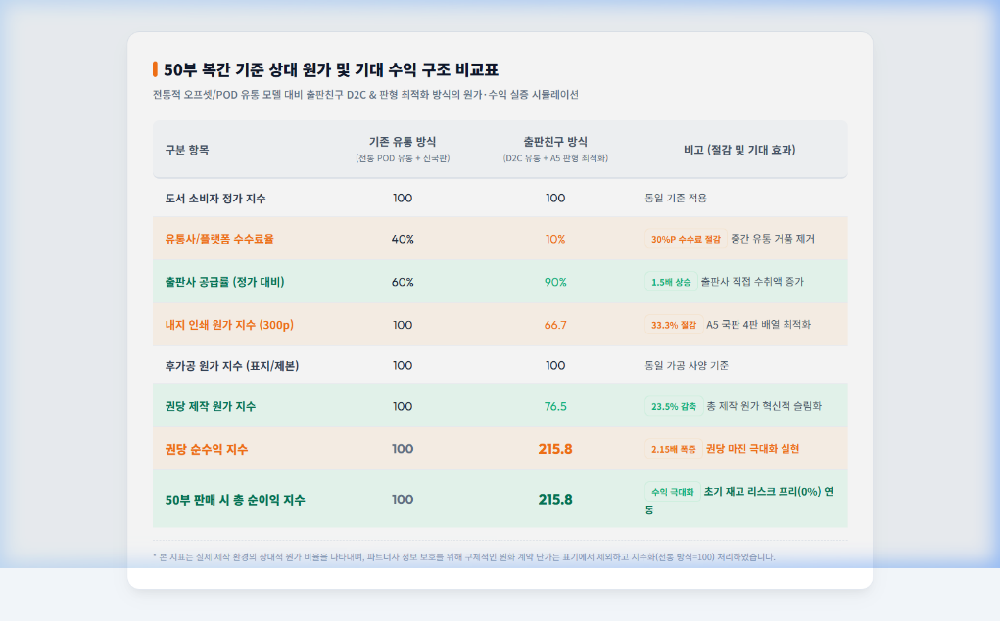 50부 복간 기준 상대 원가 및 기대 수익 구조 비교표
전통적 오프셋/POD 유통 모델 대비 출판친구 D2C & 판형 최적화 방식의 원가·수익 실증 시뮬레이션
구분 항목 기존 유통 방식 출판친구 방식 비고 (절감 및 기대 효과)
(전통 POD 유통 + 신국판) (D2C 유통 + A5 판형 최적화)
도서 소비자 정가 지수 100 100 동일 기준 적용
유통사/플랫폼 수수료율 40% 10% 30%P 수수료 절감 중간 유통 거품 제거
출판사 공급률 (정가 대비) 60% 90% 1.5배 상승 출판사 직접 수취액 증가
내지 인쇄 원가 지수 (300p) 100 66.7 33.3% 절감 A5 국판 4판 배열 최적화
후가공 원가 지수 (표지/제본) 100 100 동일 가공 사양 기준
권당 제작 원가 지수 100 76.5 23.5% 감축 총 제작 원가 혁신적 슬림화
권당 순수익 지수 100 215.8 2.15배 폭증 권당 마진 극대화 실현
50부 판매 시 총 순이익 지수 100 215.8 수익 극대화 초기 재고 리스크 프리(0%) 연
동
* 본 지표는 실제 제작 환경의 상대적 원가 비율을 나타내며, 파트너사 정보 보호를 위해 구체적인 원화 계약 단가는 표기에서 제외하고 지수화(전통 방식=100) 처리하였습니다.